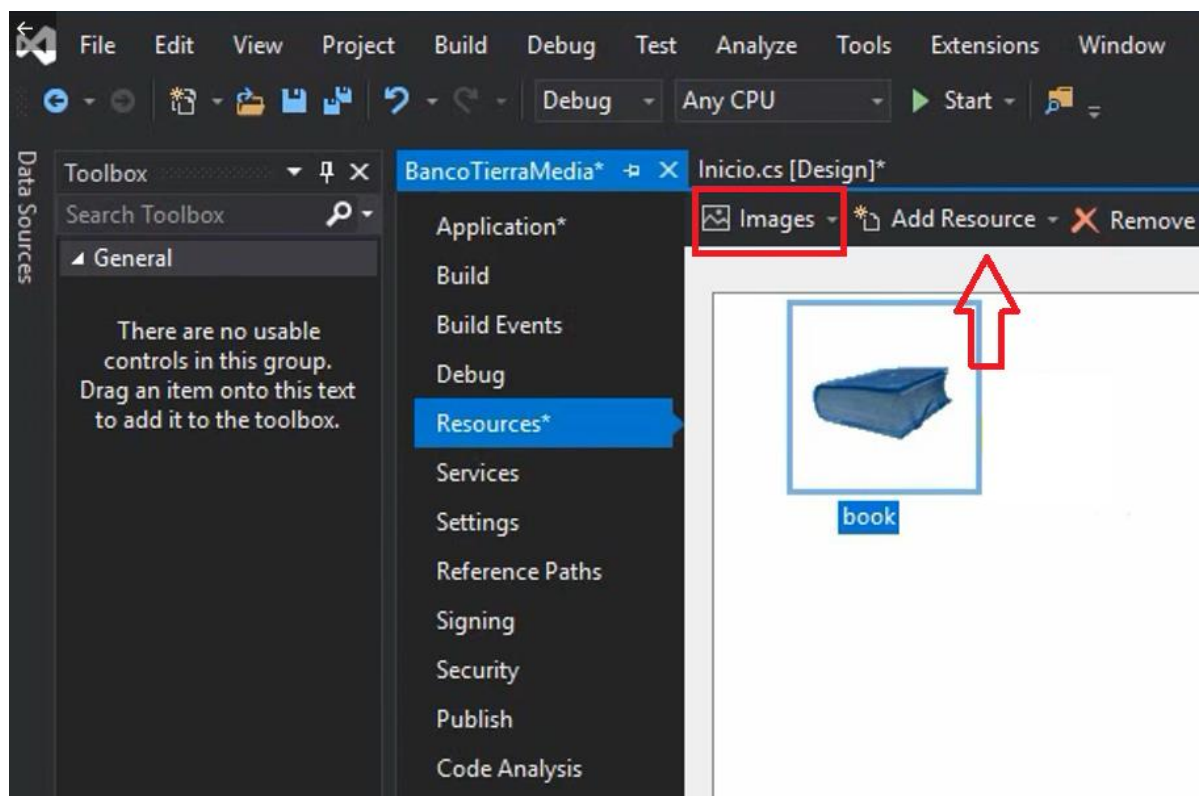 File Edit View Project Build Debug Test Analyze Tools Extensions Window
Debug Any CPU Start
Data Sources
Toolbox
Search Toolbox
General
There are no usable
controls in this group.
Drag an item onto this text
to add it to the toolbox.
BancoTierraMedia* Inicio.cs [Design]*
Application*
Build
Build Events
Debug
Resources*
Services
Settings
Reference Paths
Signing
Security
Publish
Code Analysis
Images Add Resource Remove
book